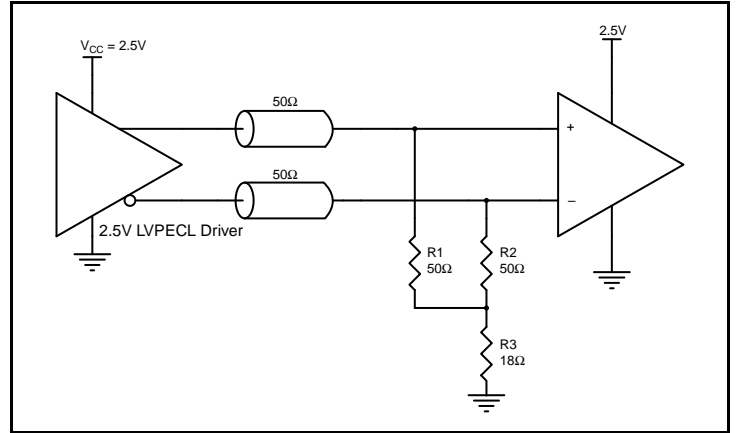 V_CC = 2.5V
2.5V
50Ω
+
50Ω
–
2.5V LVPECL Driver
R1
50Ω
R2
50Ω
R3
18Ω